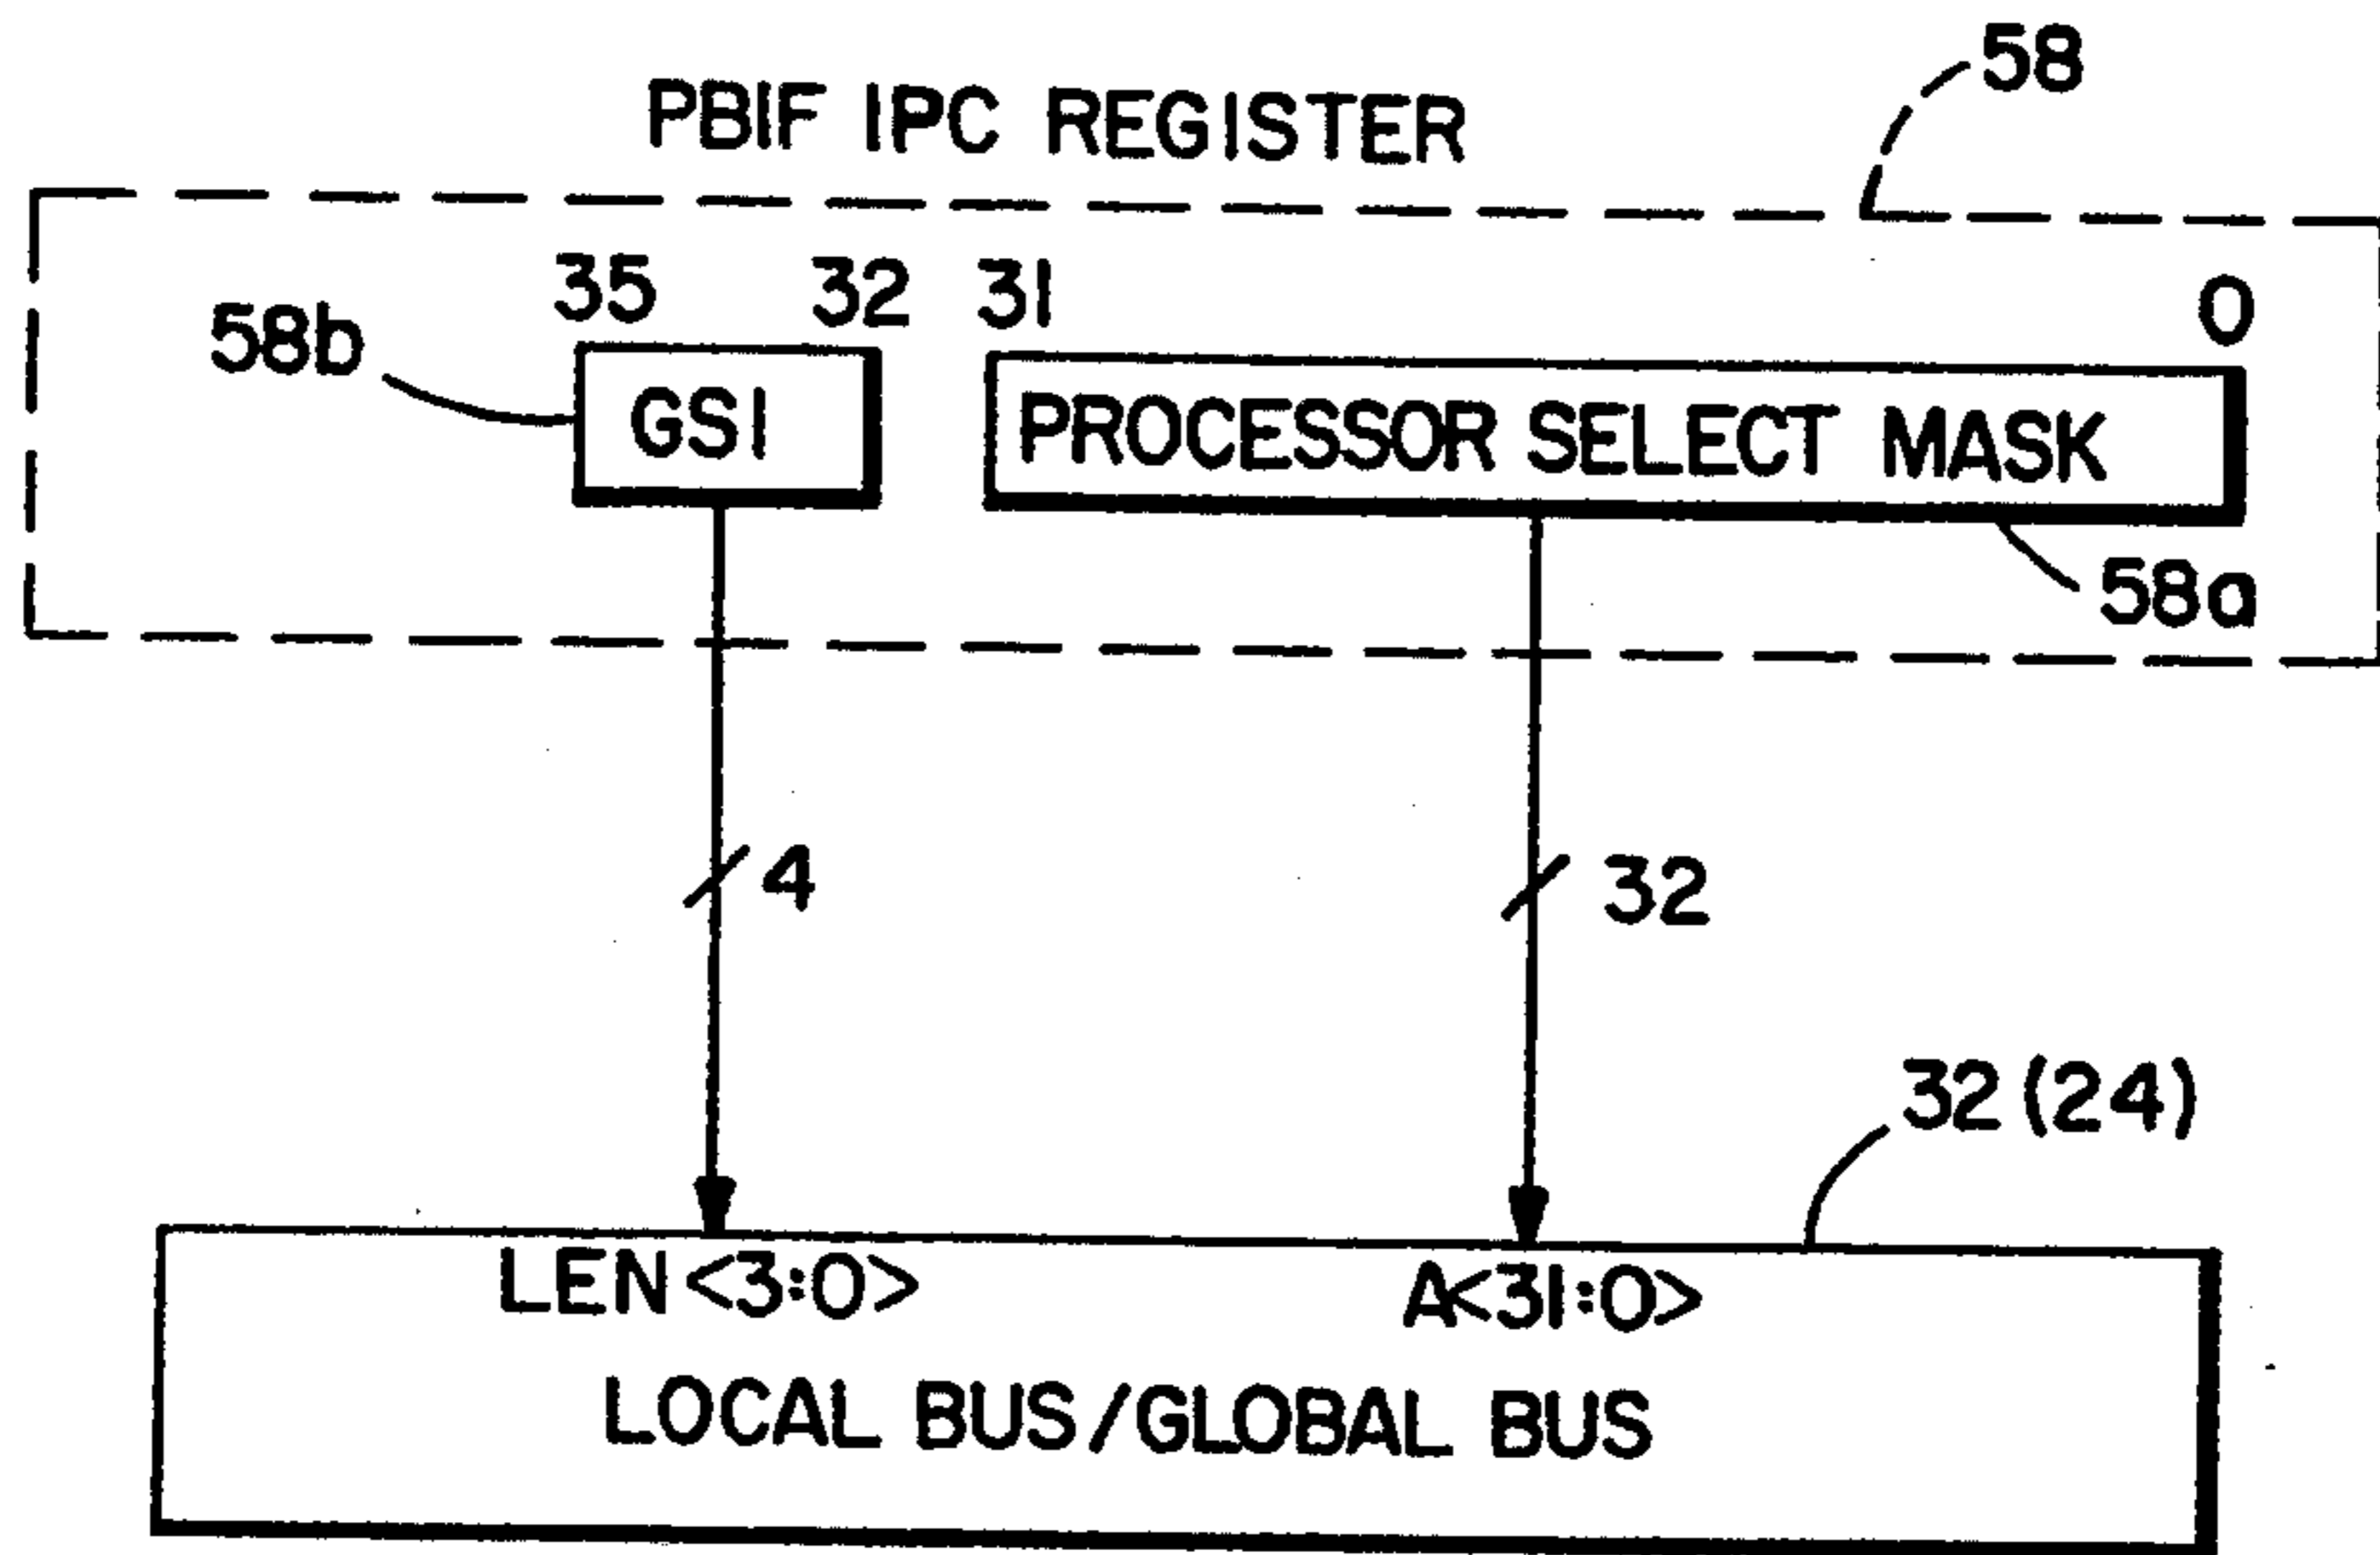 58
PBIF IPC REGISTER
35 32 31 0
58b
GSI PROCESSOR SELECT MASK
58a
4 32
32(24)
LEN<3:0> A<31:0>
LOCAL BUS/GLOBAL BUS